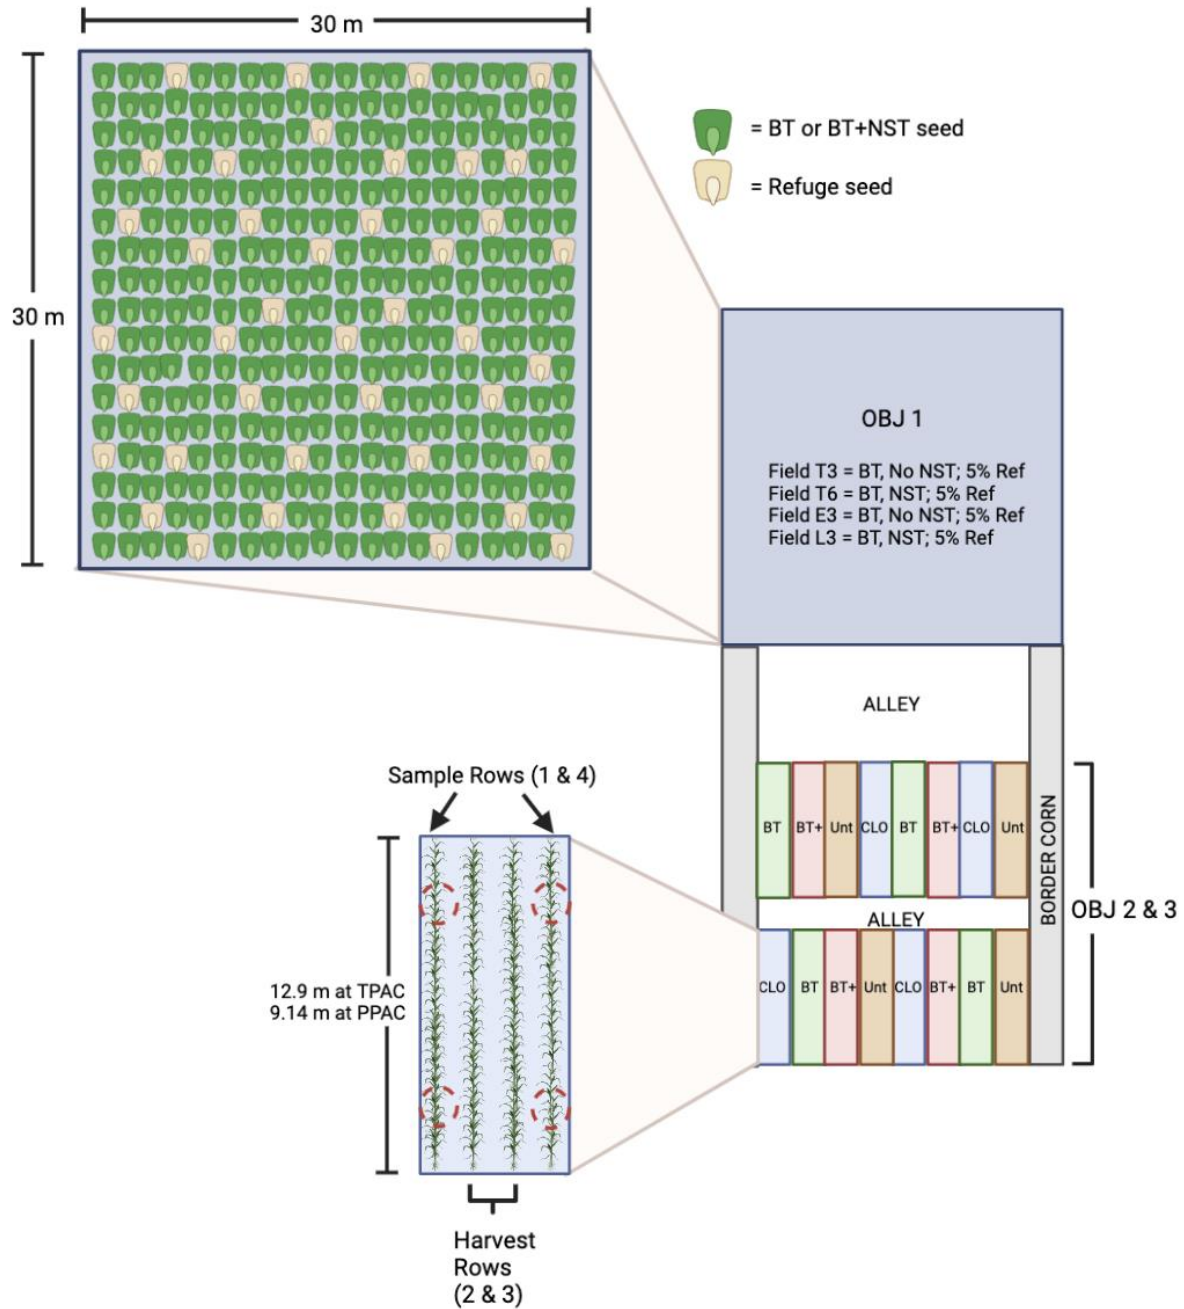 30 m
= BT or BT+NST seed
= Refuge seed
30 m
OBJ 1
Field T3 = BT, No NST; 5% Ref
Field T6 = BT, NST; 5% Ref
Field E3 = BT, No NST; 5% Ref
Field L3 = BT, NST; 5% Ref
ALLEY
Sample Rows (1 & 4)
BT BT+ Unt CLO BT BT+ CLO Unt
BORDER CORN
OBJ 2 & 3
ALLEY
CLO BT BT+ Unt CLO BT+ BT Unt
12.9 m at TPAC
9.14 m at PPAC
Harvest
Rows
(2 & 3)